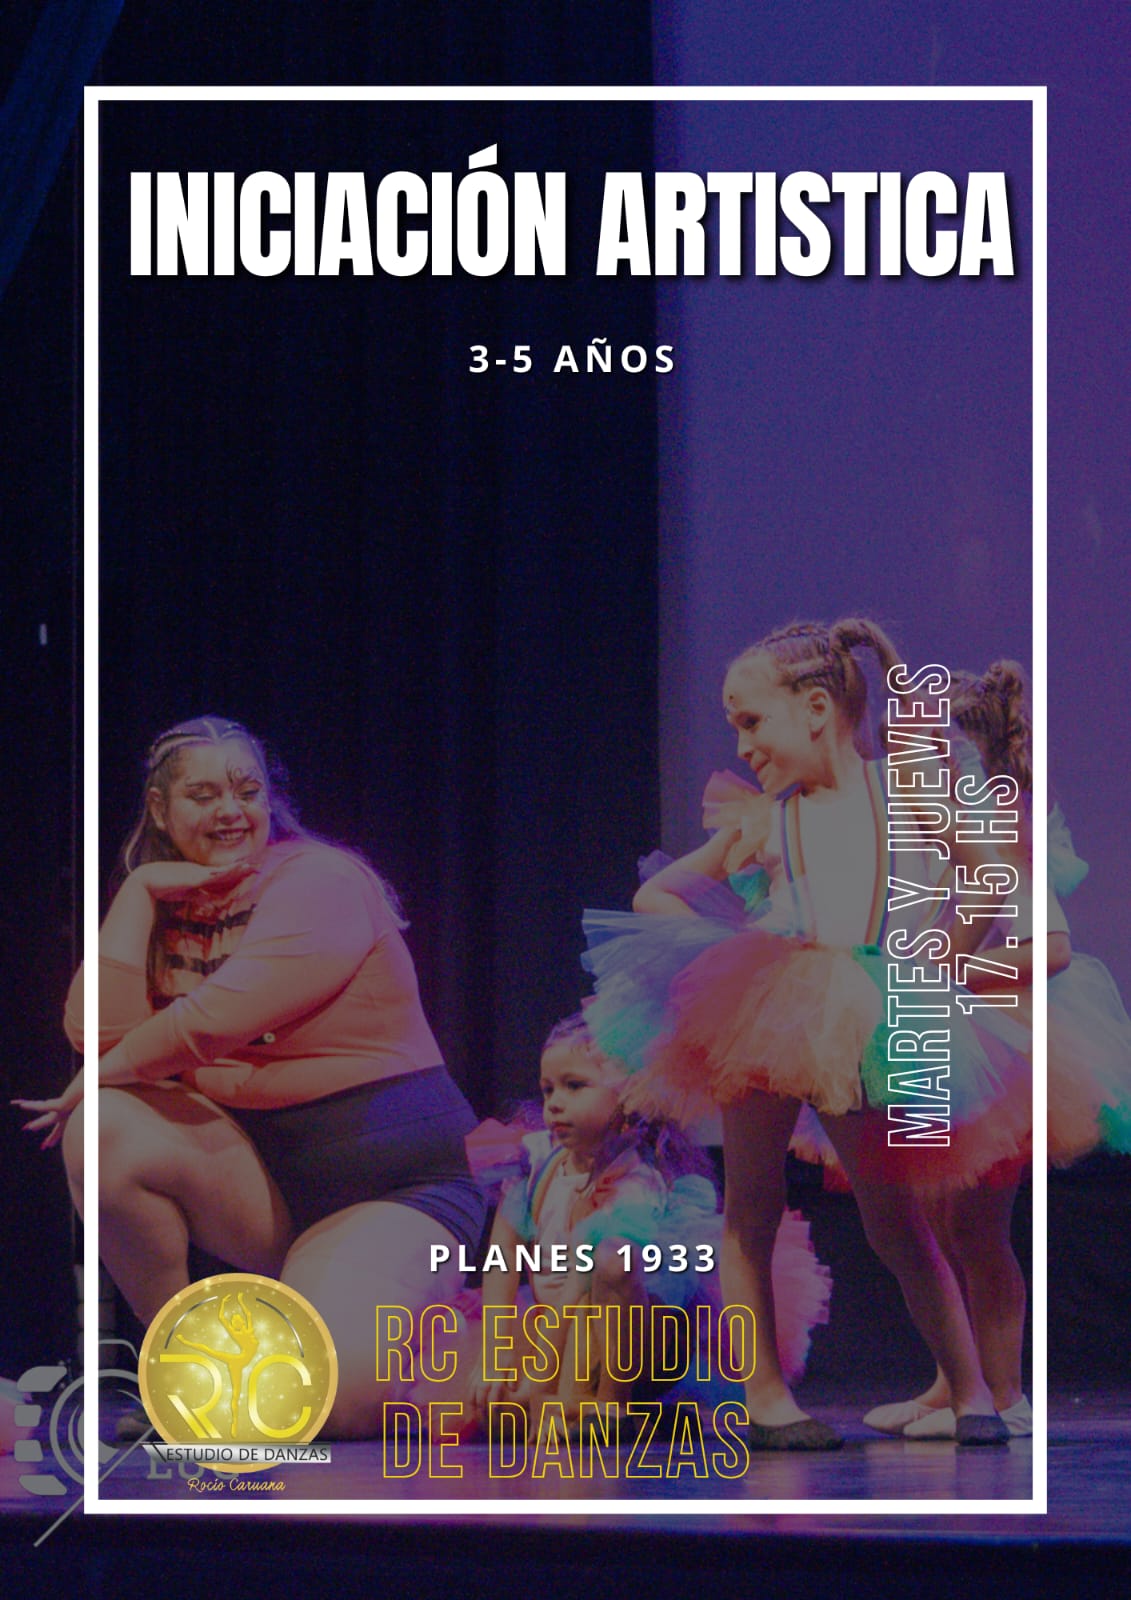 INICIACIÓN ARTISTICA
3-5 AÑOS
MARTES Y JUEVES
17.15 HS
PLANES 1933
RC ESTUDIO
DE DANZAS
RC
ESTUDIO DE DANZAS
Rocio Caruana